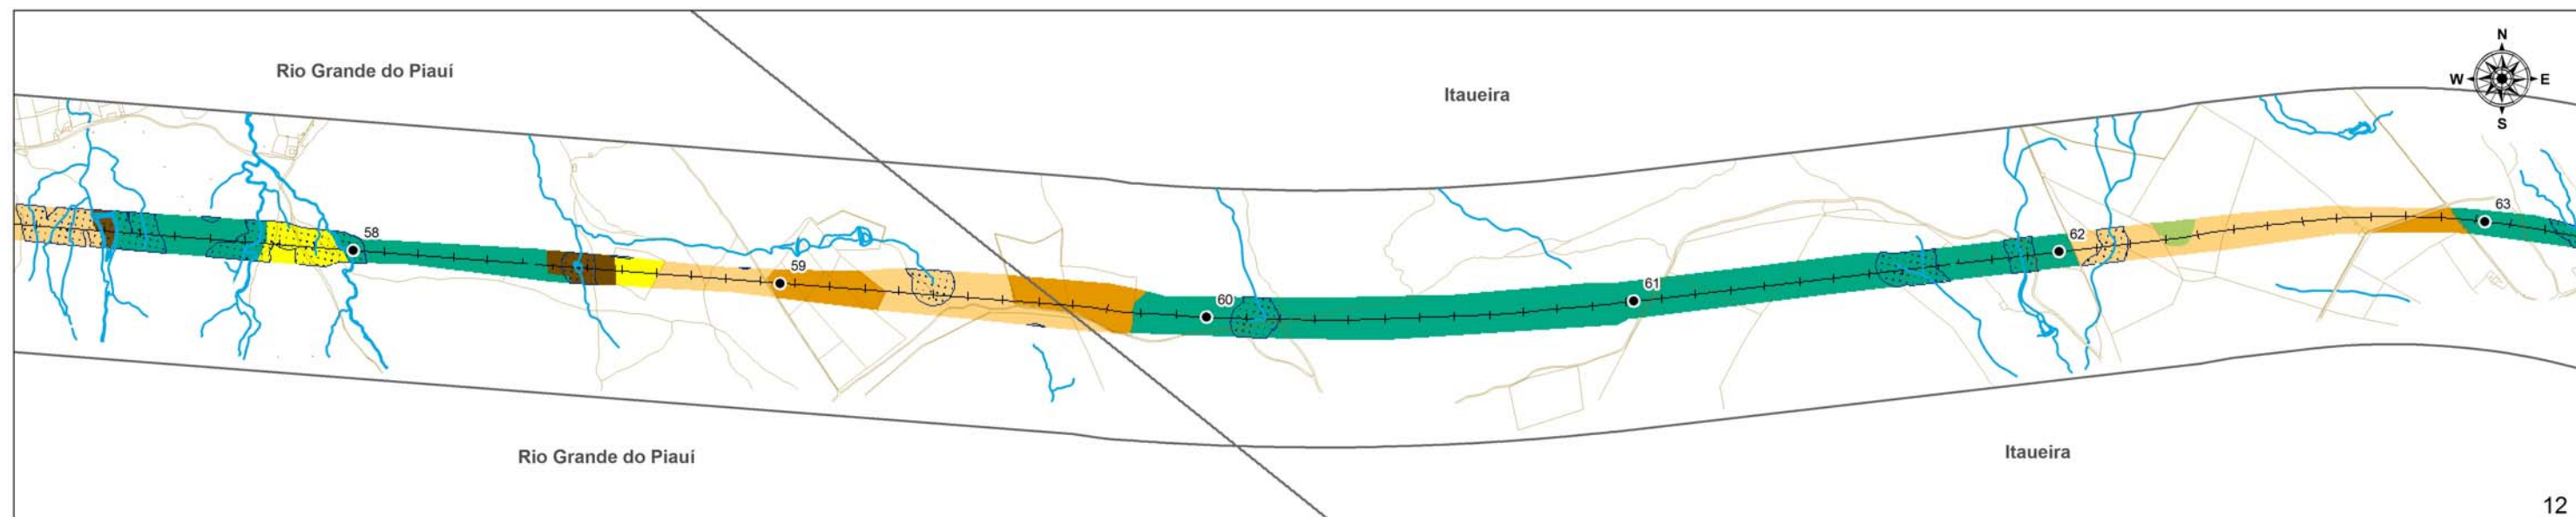 N
W E
S
Rio Grande do Piauí
Itaueira
58
59
60
61
62
63
Rio Grande do Piauí
Itaueira
12